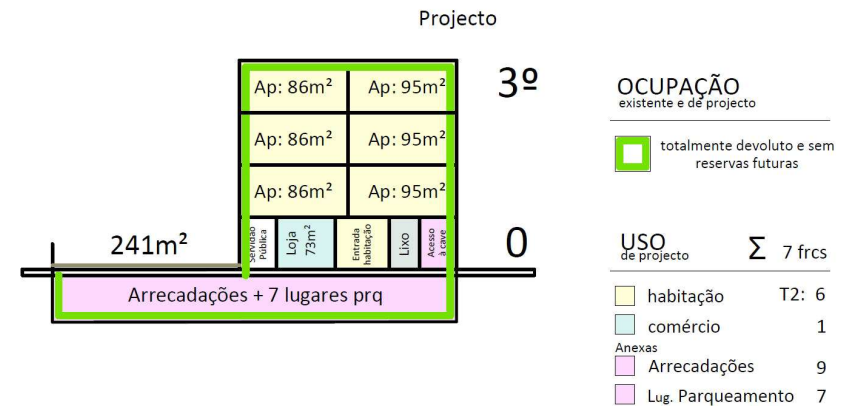 Projecto
Ap: 86m²
Ap: 95m²
3º
Ap: 86m²
Ap: 95m²
Ap: 86m²
Ap: 95m²
241m²
Servidão
Pública
Loja
73m²
Entrada
habitação
Lixo
Acesso
à cave
0
Arrecadações + 7 lugares prq
OCUPAÇÃO
existente e de projecto
totalmente devoluto e sem
reservas futuras
USO
de projecto
Σ 7 frcs
habitação T2: 6
comércio 1
Anexas
Arrecadações 9
Lug. Parqueamento 7